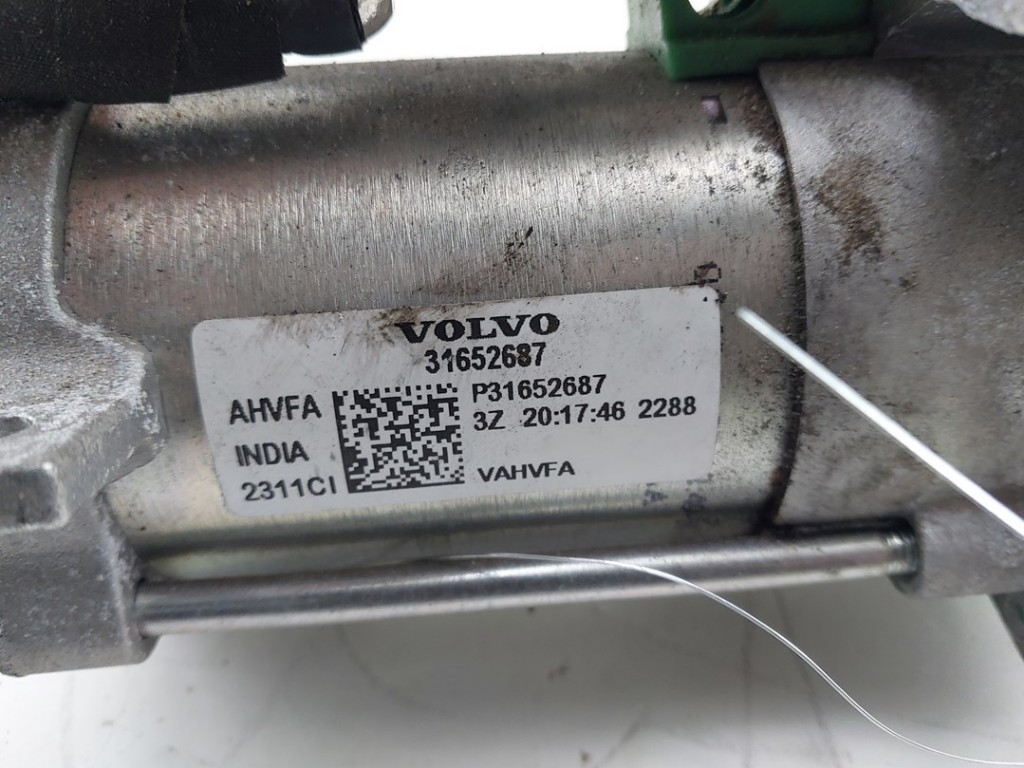 VOLVO
31652687
AHVFA
INDIA
2311CI
P31652687
3Z 20:17:46 2288
VAHVFA